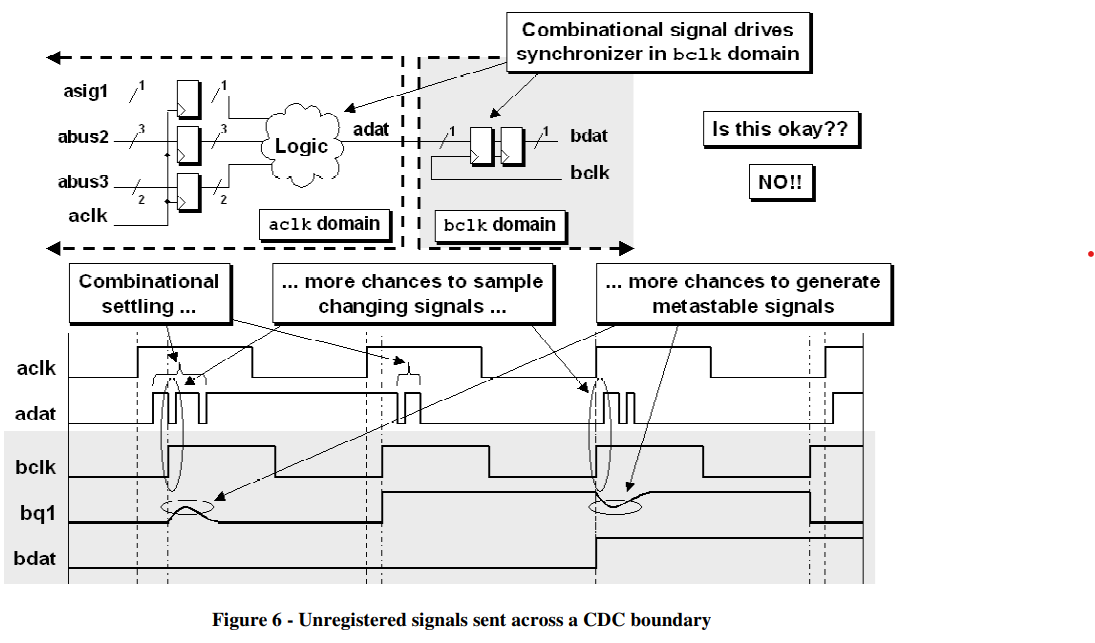 Combinational signal drives
synchronizer in bclk domain
asig1
1
1
abus2
3
3
Logic
adat
1
1
bdat
bclk
abus3
2
2
aclk
aclk domain
bclk domain
Is this okay??
NO!!
Combinational
settling ...
... more chances to sample
changing signals ...
... more chances to generate
metastable signals
aclk
adat
bclk
bq1
bdat
Figure 6 - Unregistered signals sent across a CDC boundary